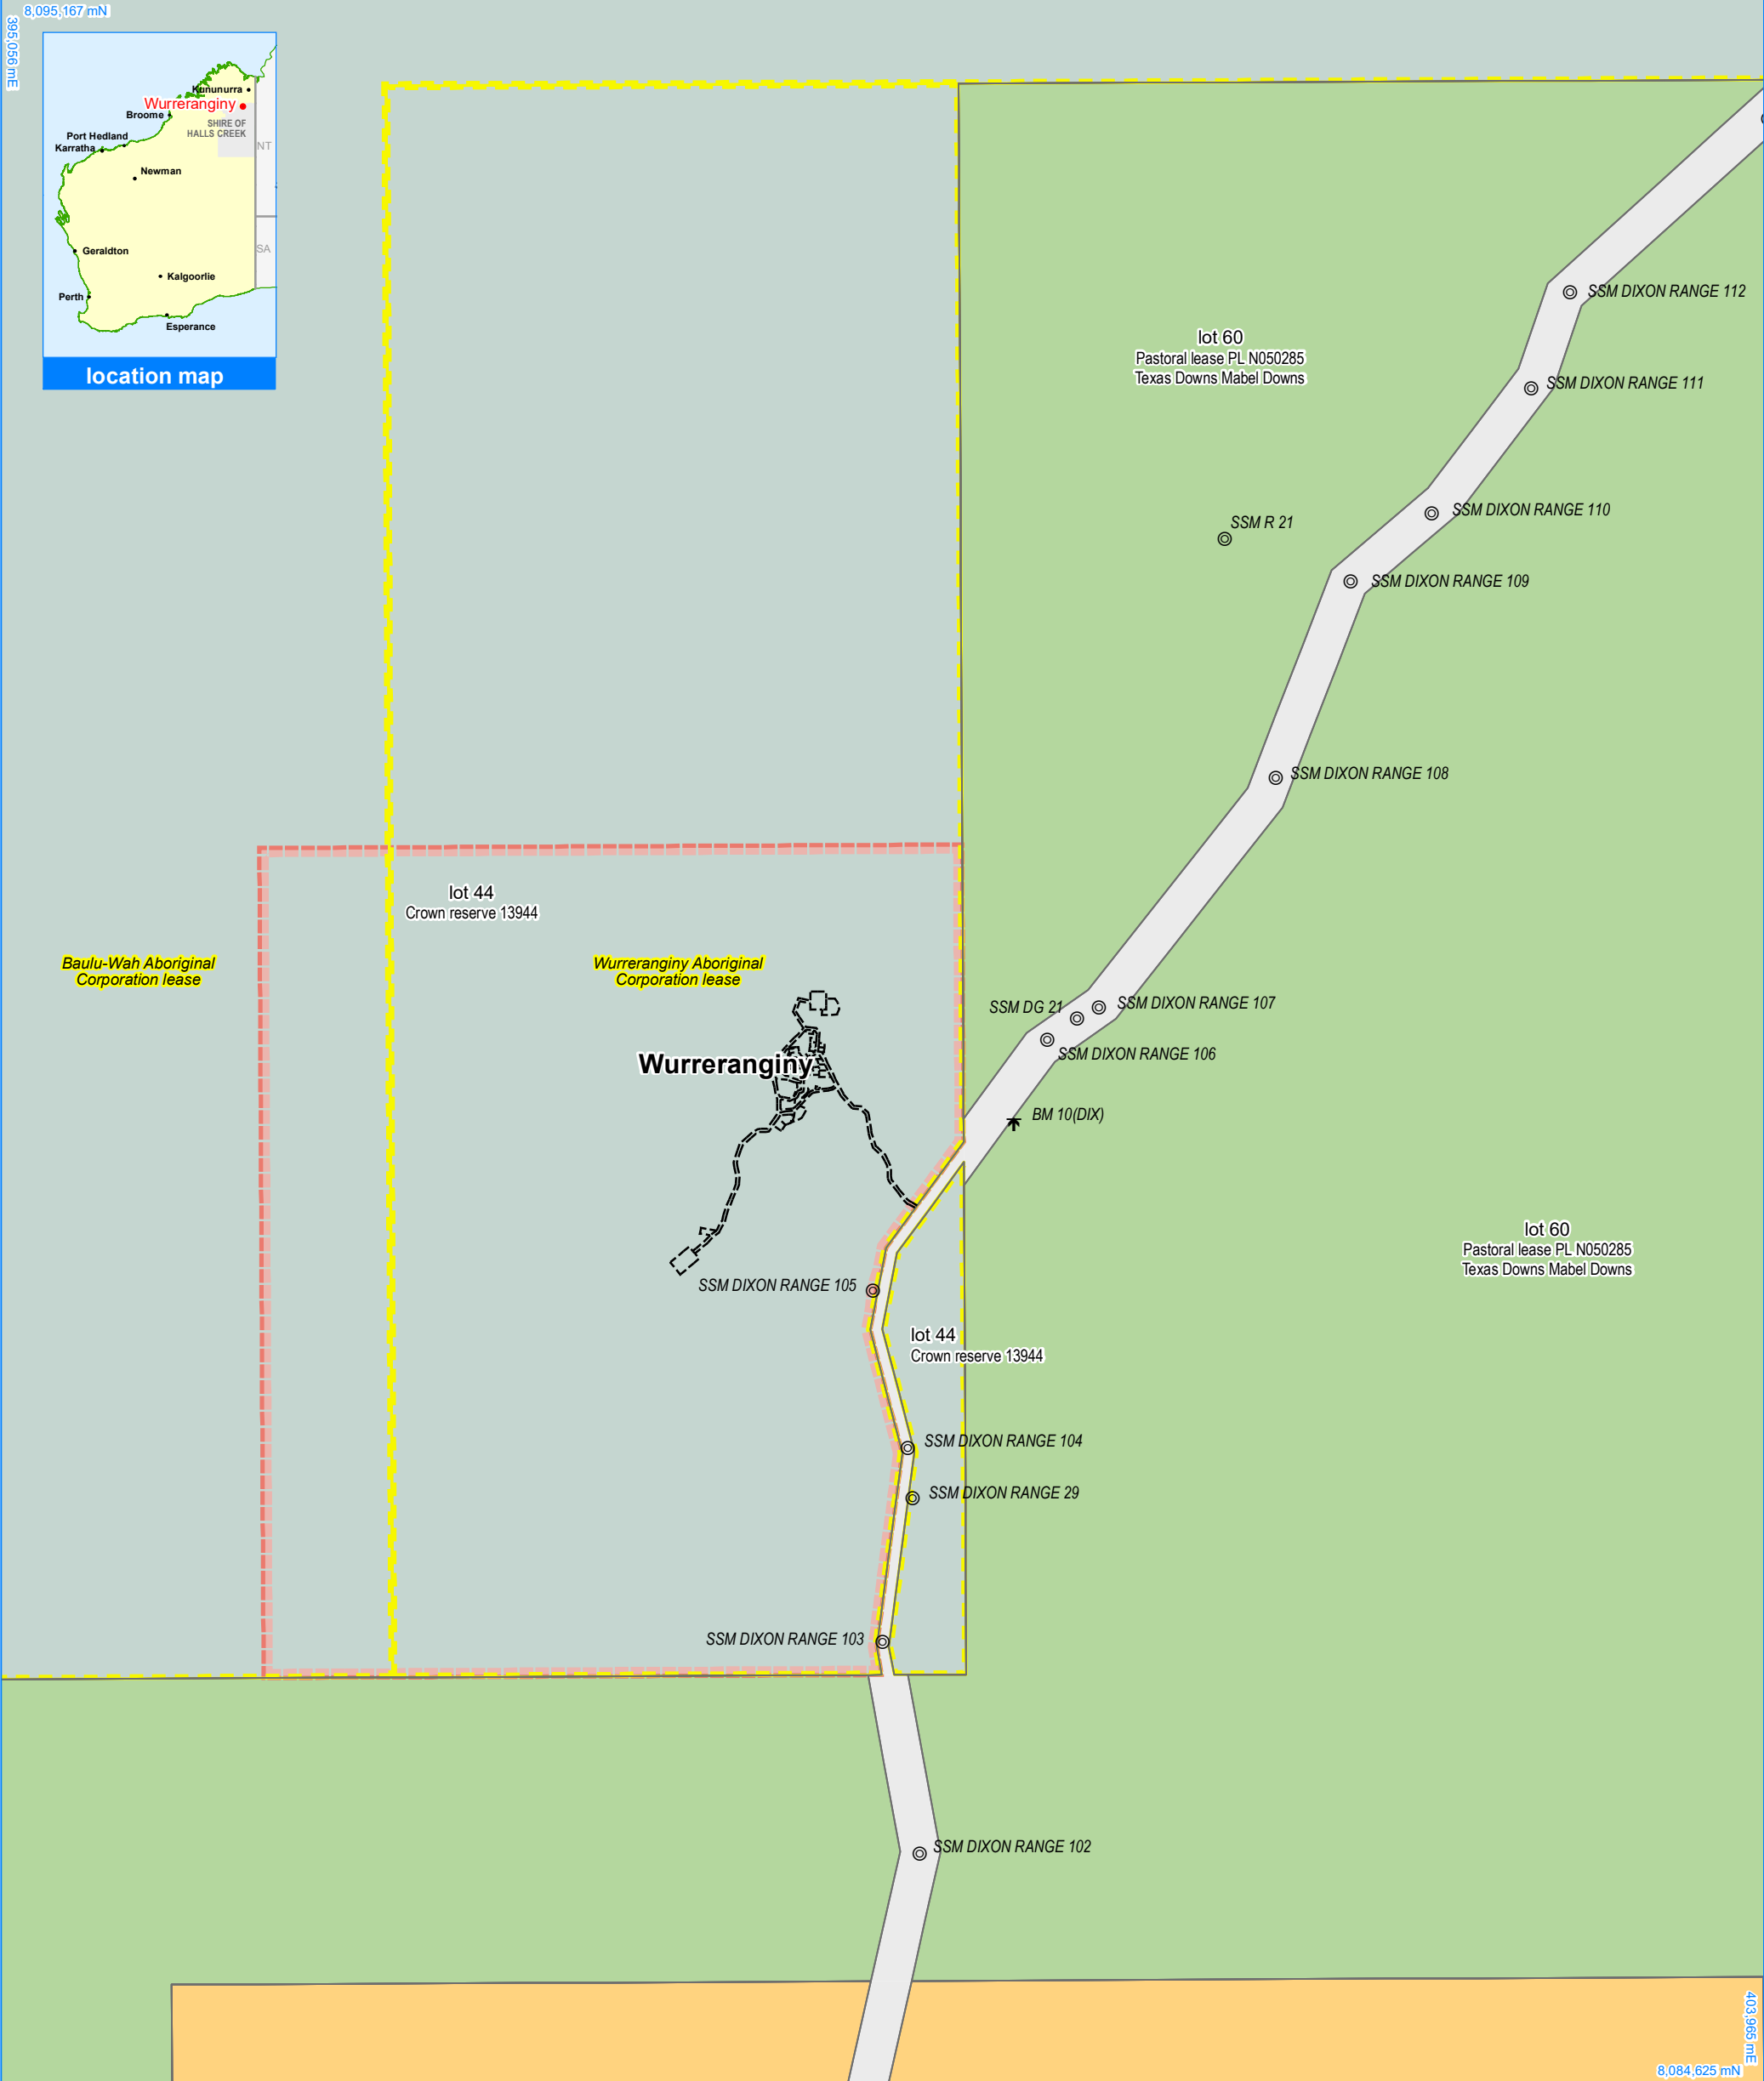 8,095,167 mN
395,056 mE
Kununurra
Wurreranginy
Broome
SHIRE OF
HALLS CREEK
Port Hedland
Karratha
NT
Newman
Geraldton
SA
Kalgoorlie
Perth
Esperance
location map
SSM DIXON RANGE 112
lot 60
Pastoral lease PL N050285
Texas Downs Mabel Downs
SSM DIXON RANGE 111
SSM DIXON RANGE 110
SSM R 21
SSM DIXON RANGE 109
SSM DIXON RANGE 108
lot 44
Crown reserve 13944
Baulu-Wah Aboriginal
Corporation lease
Wurreranginy Aboriginal
Corporation lease
SSM DG 21
SSM DIXON RANGE 107
SSM DIXON RANGE 106
Wurreranginy
BM 10(DIX)
lot 60
Pastoral lease PL N050285
Texas Downs Mabel Downs
SSM DIXON RANGE 105
lot 44
Crown reserve 13944
SSM DIXON RANGE 104
SSM DIXON RANGE 29
SSM DIXON RANGE 103
SSM DIXON RANGE 102
403,965 mE
8,084,625 mN